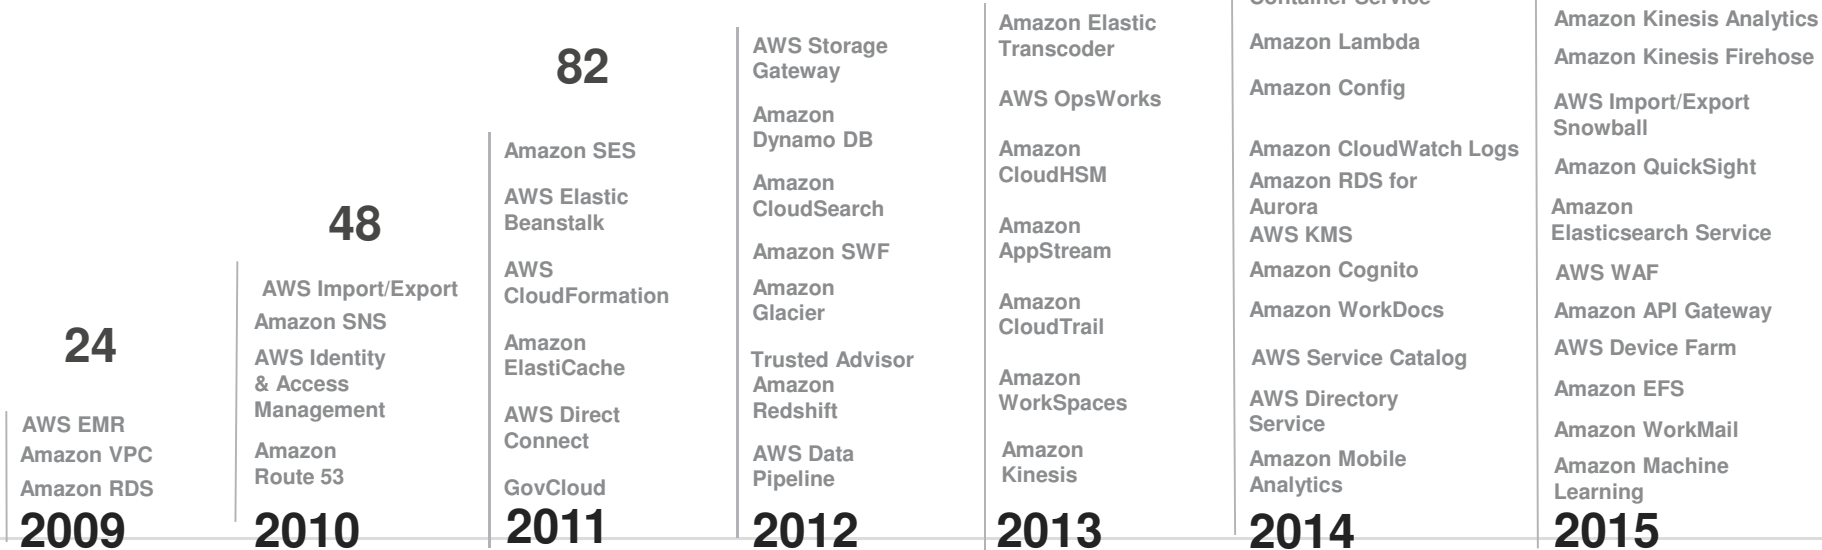 24
AWS EMR
Amazon VPC
Amazon RDS
2009
48
AWS Import/Export
Amazon SNS
AWS Identity
& Access
Management
Amazon
Route 53
2010
82
Amazon SES
AWS Elastic
Beanstalk
AWS
CloudFormation
Amazon
ElastiCache
AWS Direct
Connect
GovCloud
2011
AWS Storage
Gateway
Amazon
Dynamo DB
Amazon
CloudSearch
Amazon SWF
Amazon
Glacier
Trusted Advisor
Amazon
Redshift
AWS Data
Pipeline
2012
Amazon Elastic
Transcoder
AWS OpsWorks
Amazon
CloudHSM
Amazon
AppStream
Amazon
CloudTrail
Amazon
WorkSpaces
Amazon
Kinesis
2013
Container Service
Amazon Lambda
Amazon Config
Amazon CloudWatch Logs
Amazon RDS for
Aurora
AWS KMS
Amazon Cognito
Amazon WorkDocs
AWS Service Catalog
AWS Directory
Service
Amazon Mobile
Analytics
2014
Amazon Kinesis Analytics
Amazon Kinesis Firehose
AWS Import/Export
Snowball
Amazon QuickSight
Amazon
Elasticsearch Service
AWS WAF
Amazon API Gateway
AWS Device Farm
Amazon EFS
Amazon WorkMail
Amazon Machine
Learning
2015